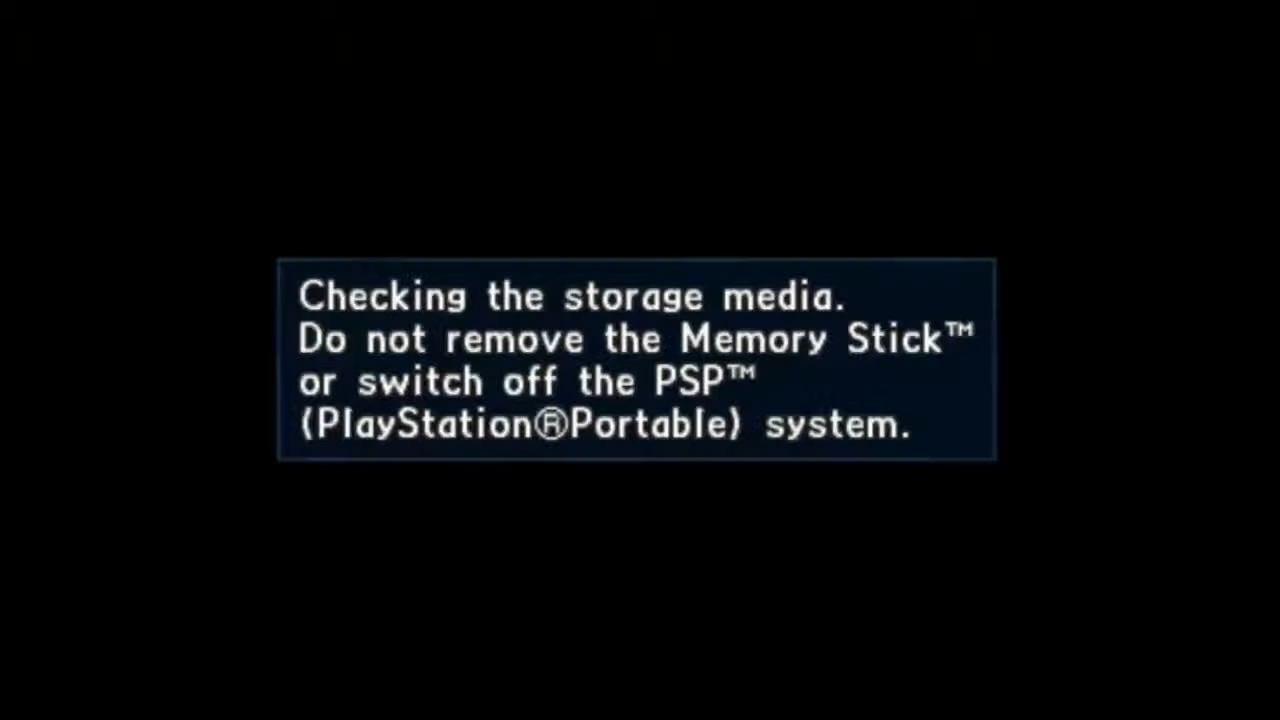 Checking the storage media.
Do not remove the Memory Stick™
or switch off the PSP™
(PlayStation®Portable) system.